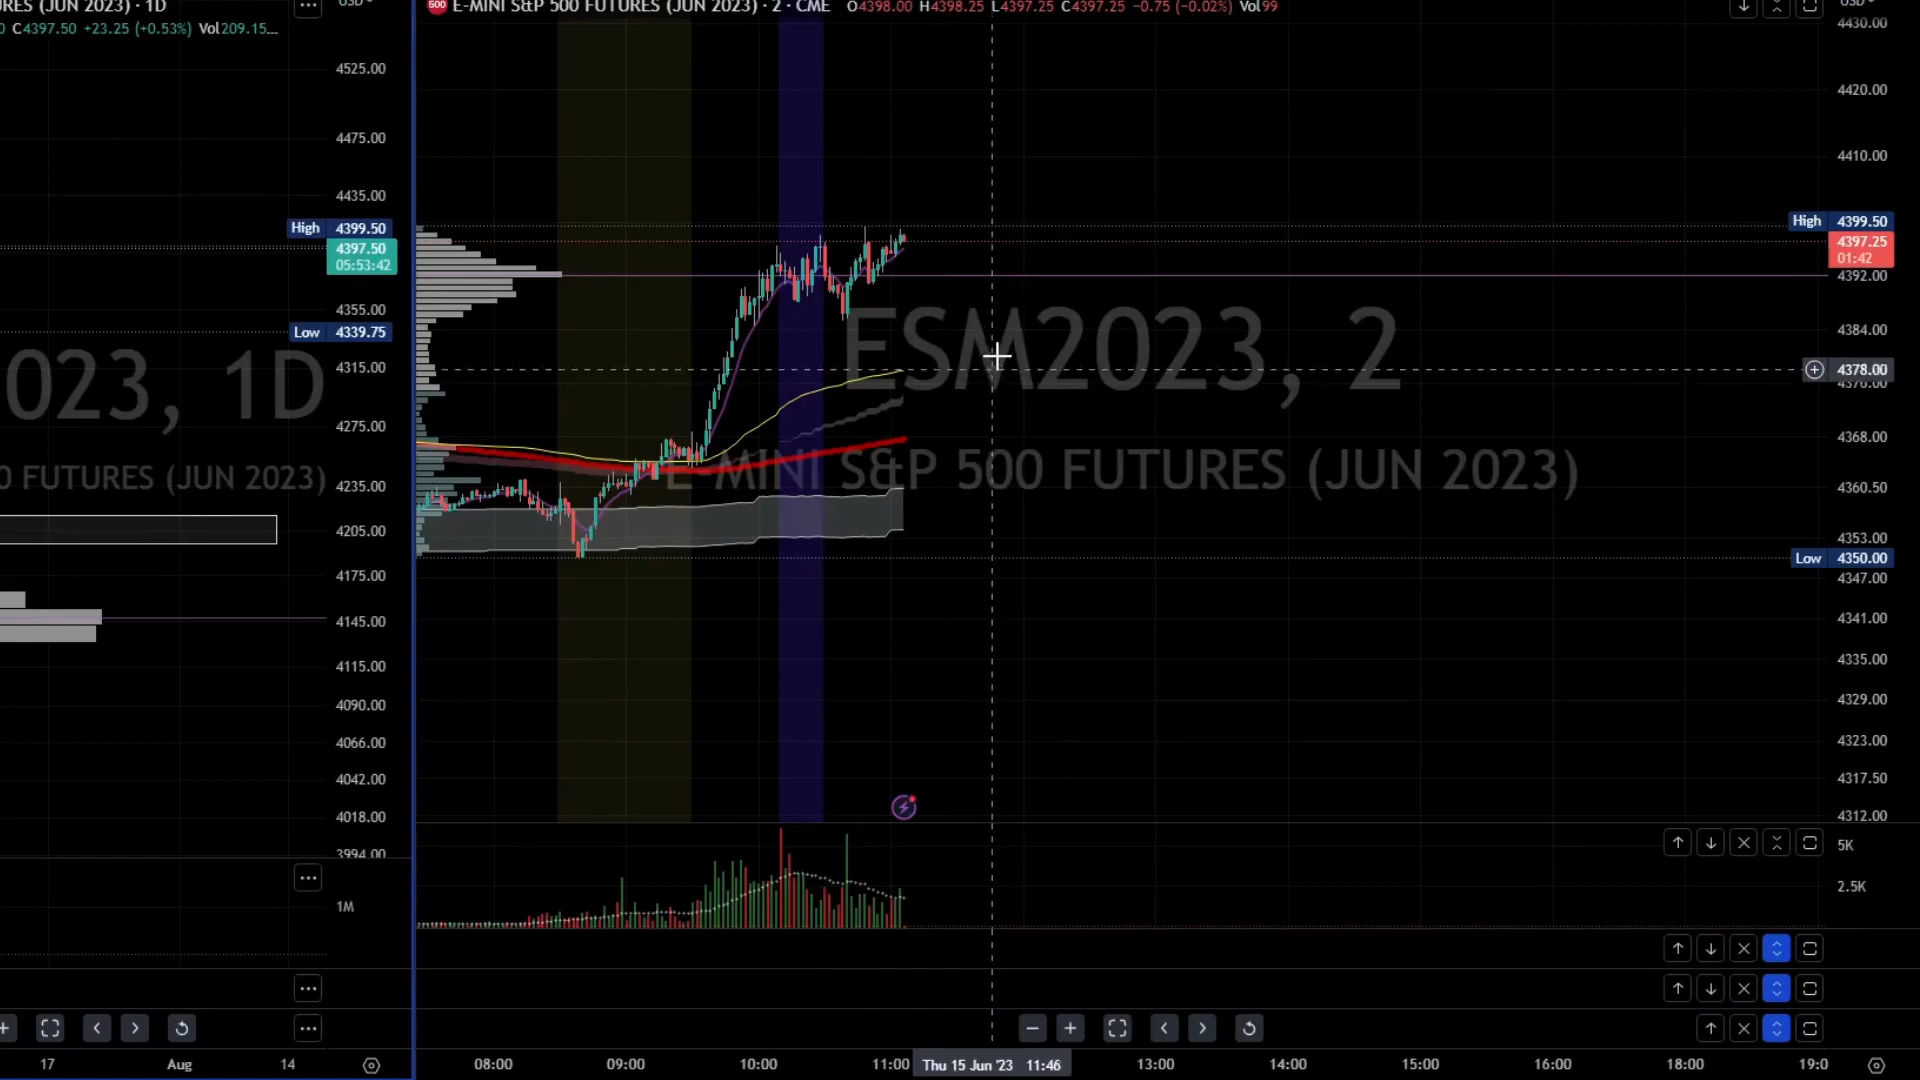 RES (JUN 2023) · 1D
USD
0 C4397.50 +23.25 (+0.53%) Vol209.15...
4525.00
4475.00
4435.00
High 4399.50
4397.50
05:53:42
4355.00
Low 4339.75
4315.00
4275.00
4235.00
4205.00
4175.00
4145.00
4115.00
4090.00
4066.00
4042.00
4018.00
3994.00
1M
023, 1D
0 FUTURES (JUN 2023)
17 Aug 14
500 E-MINI S&P 500 FUTURES (JUN 2023) · 2 · CME O4398.00 H4398.25 L4397.25 C4397.25 −0.75 (−0.02%) Vol99
USD
4430.00
4420.00
4410.00
High 4399.50
4397.25
01:42
4392.00
4384.00
4378.00
4376.00
4368.00
4360.50
4353.00
Low 4350.00
4347.00
4341.00
4335.00
4329.00
4323.00
4317.50
4312.00
5K
2.5K
ESM2023, 2
E-MINI S&P 500 FUTURES (JUN 2023)
08:00 09:00 10:00 11:00 Thu 15 Jun '23 11:46 13:00 14:00 15:00 16:00 17:00 18:00 19:0